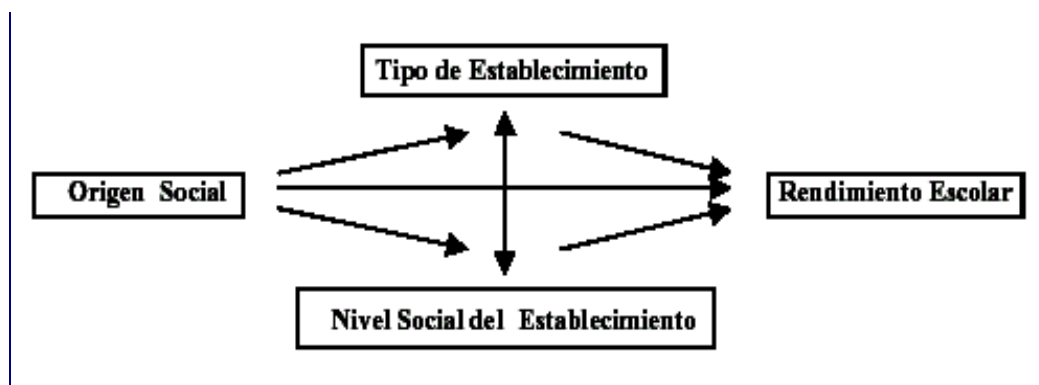 Tipo de Establecimiento
Origen Social
Rendimiento Escolar
Nivel Social del Establecimiento